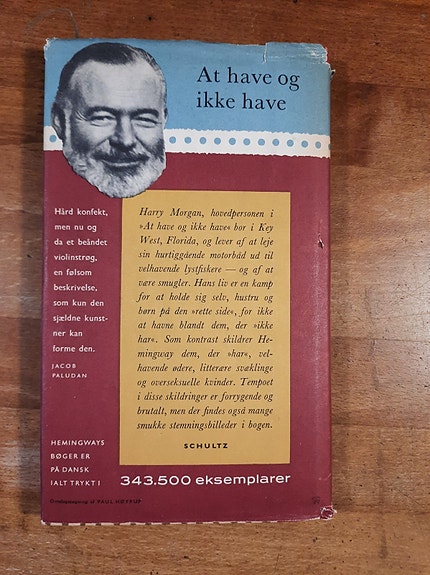 At have og
ikke have
Hård konfekt,
men nu og
da et beåndet
violinstrøg,
en følsom
beskrivelse,
som kun den
sjældne kunst-
ner kan
forme den.
JACOB
PALUDAN
Harry Morgan, hovedpersonen i
»At have og ikke have« bor i Key
West, Florida, og lever af at leje
sin hurtiggående motorbåd ud til
velhavende lystfiskere — og af at
være smugler. Hans liv er en kamp
for at holde sig selv, hustru og
børn på den »rette side«, for ikke
at havne blandt dem, der »ikke
har«. Som kontrast skildrer He-
mingway dem, der »har«, vel-
havende ødere, litterære svæklinge
og overseksuelle kvinder. Tempoet
i disse skildringer er forrygende og
brutalt, men der findes også mange
smukke stemningsbilleder i bogen.
SCHULTZ
HEMINGWAYS
BØGER ER
PÅ DANSK
IALT TRYKT I
343.500 eksemplarer
PAUL HØYRUP